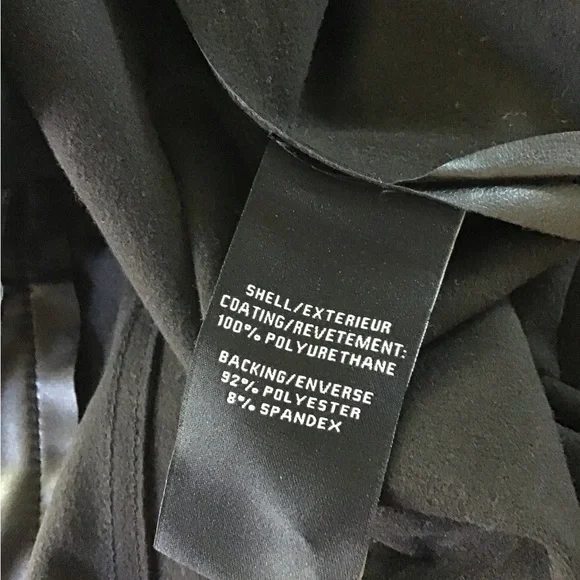 SHELL/EXTERIEUR
COATING/REVETEMENT:
100% POLYURETHANE
BACKING/ENVERSE
92% POLYESTER
8% SPANDEX